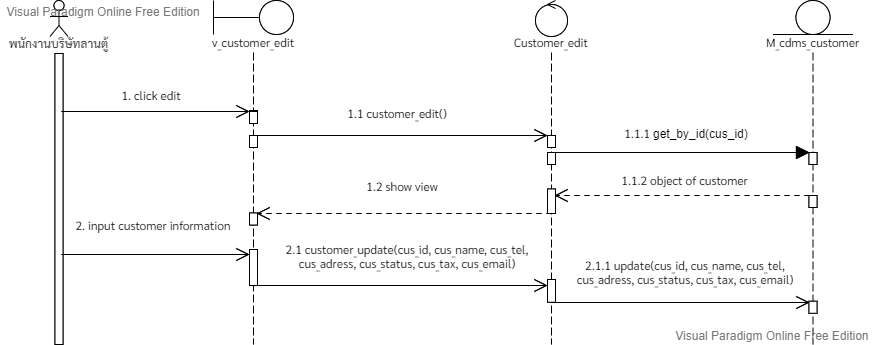 Visual Paradigm Online Free Edition
พนักงานบริษัทลานตู้
v_customer_edit
Customer_edit
M_cdms_customer
1. click edit
1.1 customer_edit()
1.1.1 get_by_id(cus_id)
1.1.2 object of customer
1.2 show view
2. input customer information
2.1 customer_update(cus_id, cus_name, cus_tel,
cus_adress, cus_status, cus_tax, cus_email)
2.1.1 update(cus_id, cus_name, cus_tel,
cus_adress, cus_status, cus_tax, cus_email)
Visual Paradigm Online Free Edition